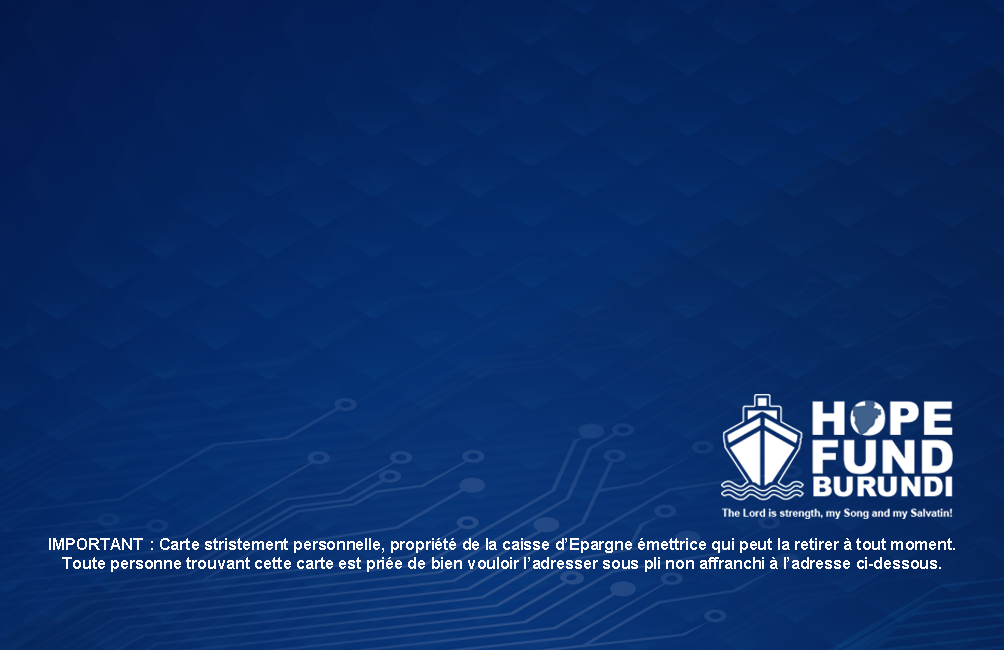 HOPE
FUND
BURUNDI
The Lord is strength, my Song and my Salvatin!
IMPORTANT : Carte stristement personnelle, propriété de la caisse d’Epargne émettrice qui peut la retirer à tout moment.
Toute personne trouvant cette carte est priée de bien vouloir l’adresser sous pli non affranchi à l’adresse ci-dessous.